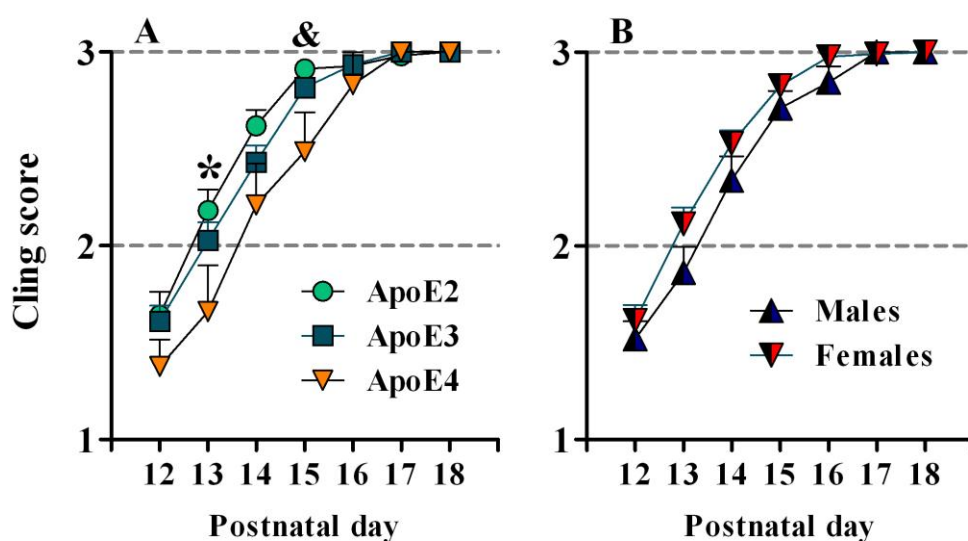 A
&
*
Cling score
3
2
1
ApoE2
ApoE3
ApoE4
12 13 14 15 16 17 18
Postnatal day
B
3
2
1
Males
Females
12 13 14 15 16 17 18
Postnatal day